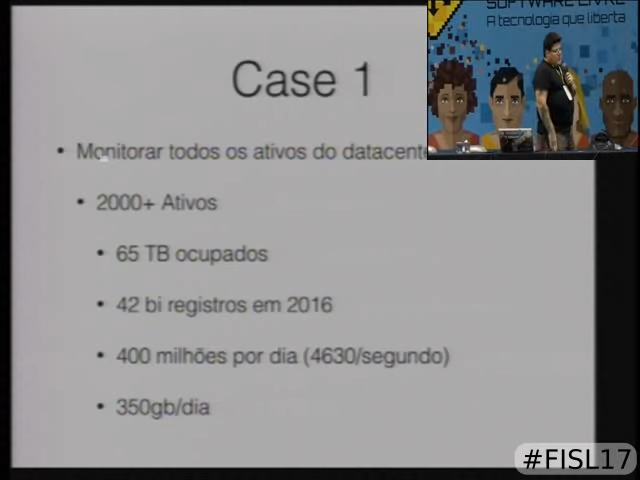 Case 1
SOFTWARE LIVRE
A tecnologia que liberta
• Monitorar todos os ativos do datacent
• 2000+ Ativos
• 65 TB ocupados
• 42 bi registros em 2016
• 400 milhões por dia (4630/segundo)
• 350gb/dia
#FISL17